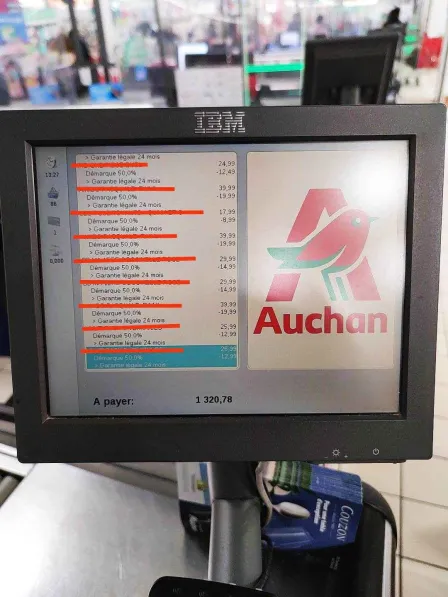 IBM
> Garantie légale 24 mois
24,99
Démarque 50,0% -12,49
> Garantie légale 24 mois
39,99
Démarque 50,0% -19,99
> Garantie légale 24 mois
17,99
Démarque 50,0% -8,99
> Garantie légale 24 mois
39,99
Démarque 50,0% -19,99
> Garantie légale 24 mois
29,99
Démarque 50,0% -14,99
> Garantie légale 24 mois
29,99
Démarque 50,0% -14,99
> Garantie légale 24 mois
39,99
Démarque 50,0% -19,99
> Garantie légale 24 mois
25,99
Démarque 50,0% -12,99
> Garantie légale 24 mois
25,99
Démarque 50,0% -12,99
> Garantie légale 24 mois
13:27
1
Auchan
A payer: 1 320,78
COUZON